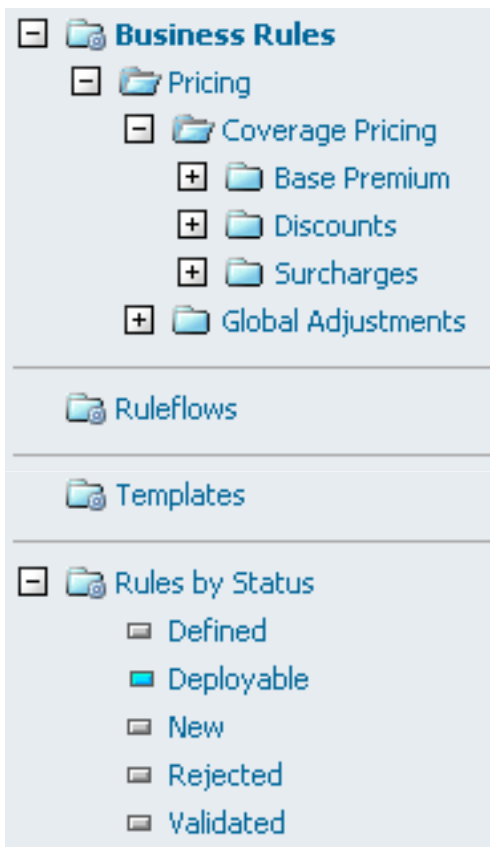 Business Rules
Pricing
Coverage Pricing
Base Premium
Discounts
Surcharges
Global Adjustments
Ruleflows
Templates
Rules by Status
Defined
Deployable
New
Rejected
Validated